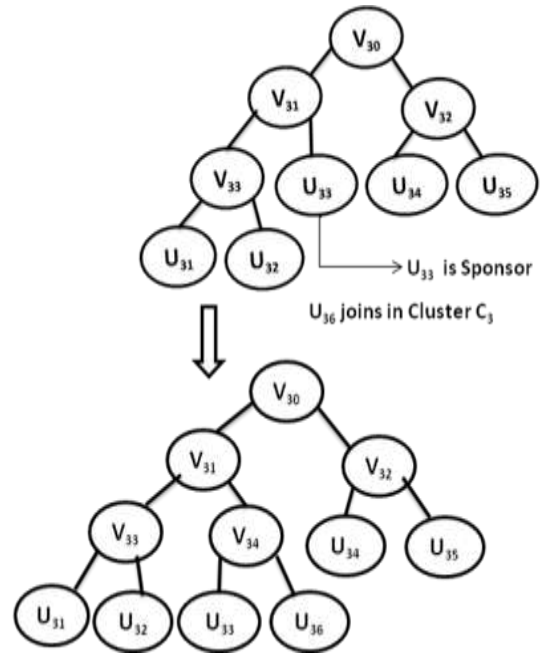 V30
V31
V32
V33
U33
U34
U35
U31
U32
U33 is Sponsor
U36 joins in Cluster C3
V30
V31
V32
V33
V34
U34
U35
U31
U32
U33
U36